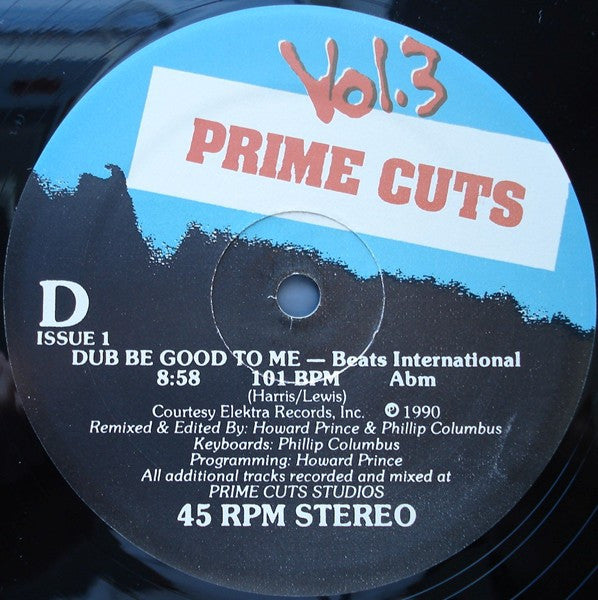 Vol.3
PRIME CUTS
D
ISSUE 1
DUB BE GOOD TO ME — Beats International
8:58 101 BPM Abm
(Harris/Lewis)
Courtesy Elektra Records, Inc. ℗ 1990
Remixed & Edited By: Howard Prince & Phillip Columbus
Keyboards: Phillip Columbus
Programming: Howard Prince
All additional tracks recorded and mixed at
PRIME CUTS STUDIOS
45 RPM STEREO